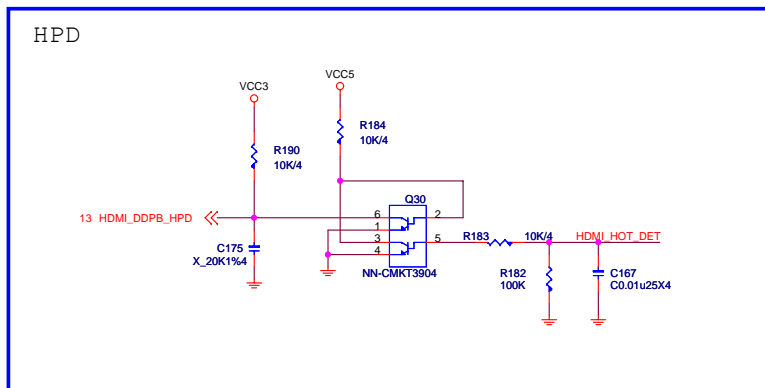 HPD
VCC3
VCC5
R184
10K/4
R190
10K/4
Q30
13 HDMI_DDPB_HPD
6
2
1
3
5
4
R183
10K/4
HDMI_HOT_DET
C175
X_20K1%4
NN-CMKT3904
R182
100K
C167
C0.01u25X4